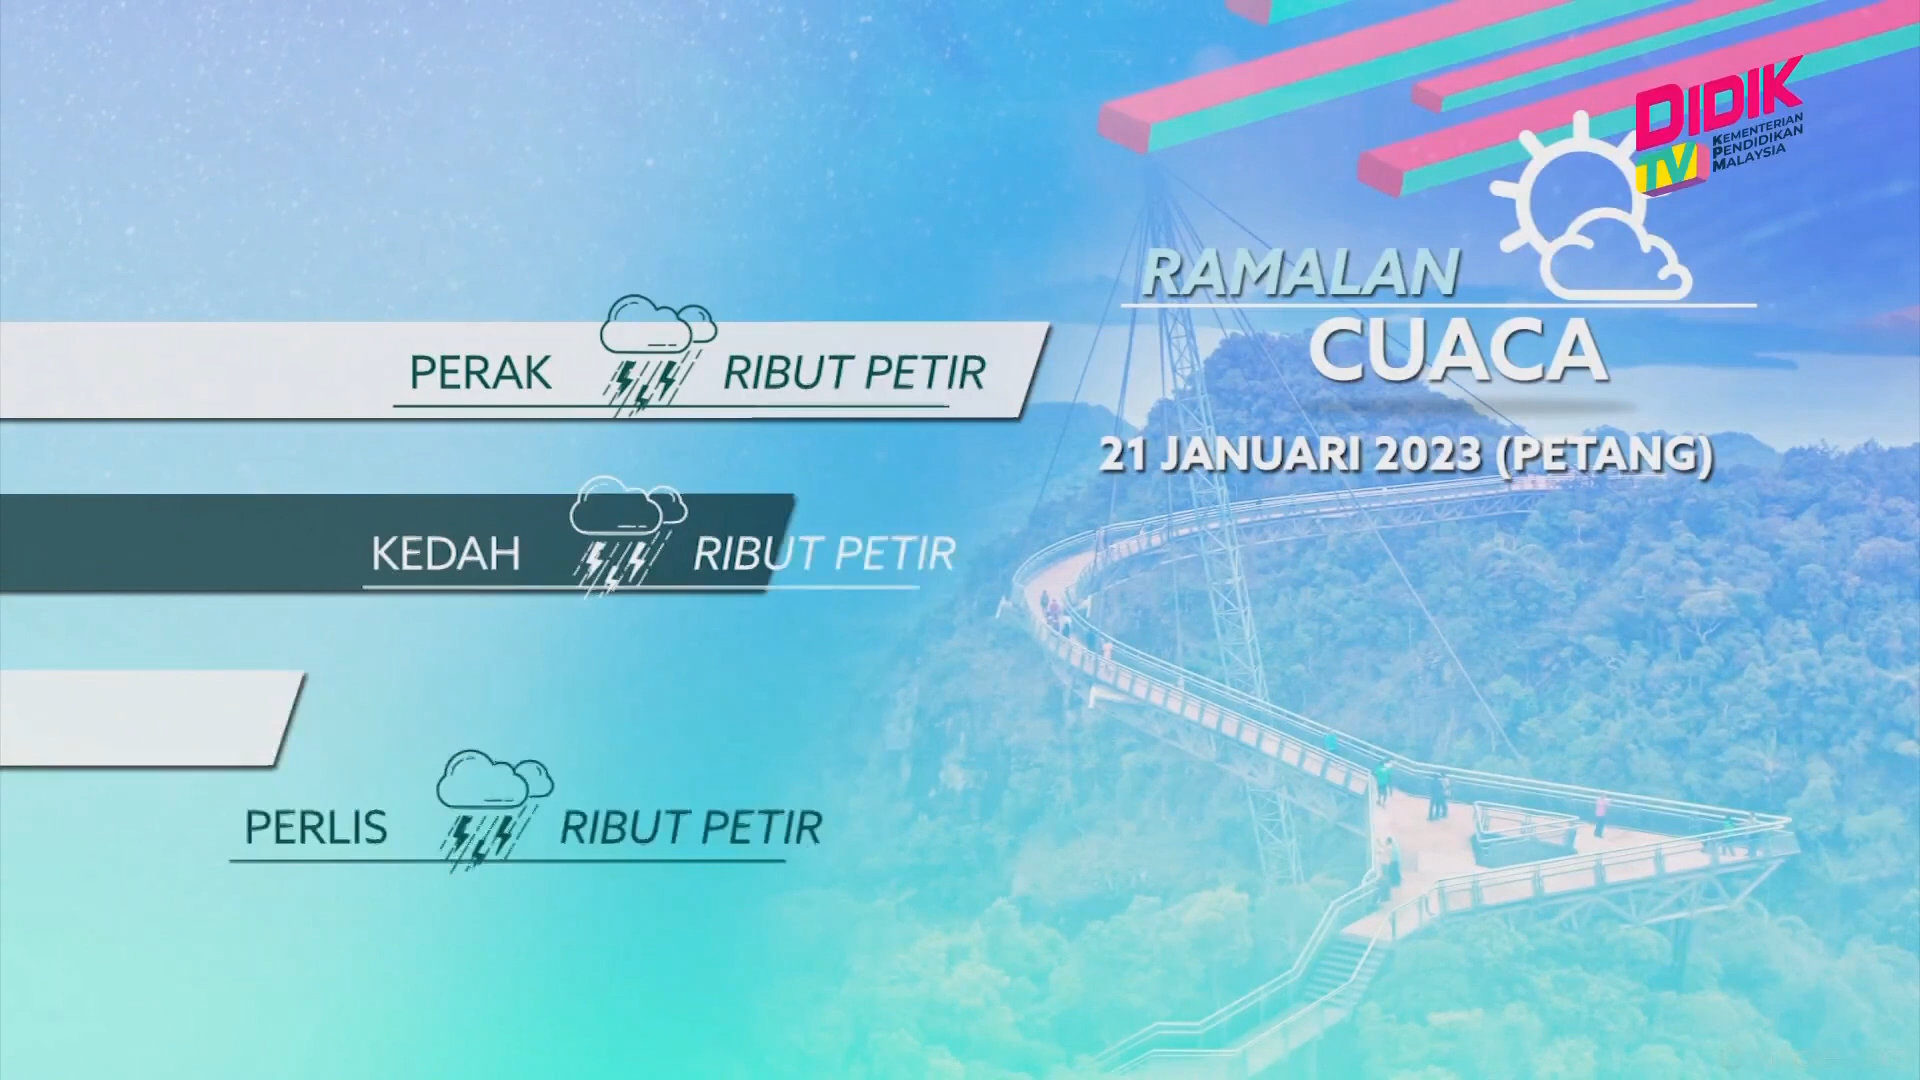 DIDIK
TV
KEMENTERIAN
PENDIDIKAN
MALAYSIA
RAMALAN
CUACA
21 JANUARI 2023 (PETANG)
PERAK RIBUT PETIR
KEDAH RIBUT PETIR
PERLIS RIBUT PETIR